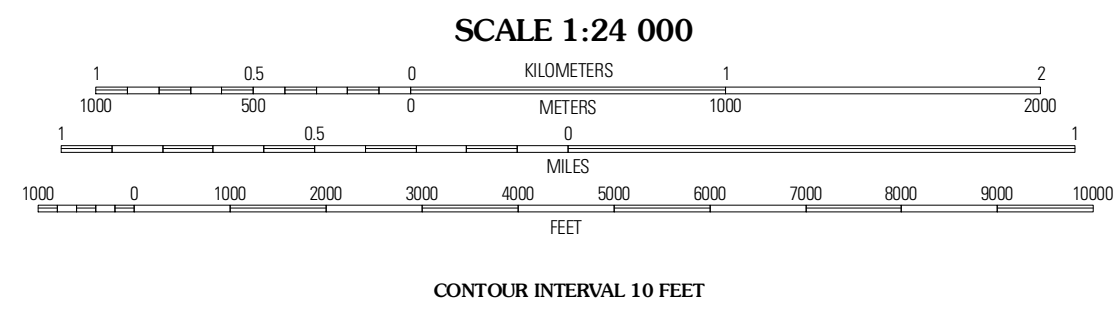 SCALE 1:24 000
1 0.5 0 KILOMETERS 1 2
1000 500 0 METERS 1000 2000
1 0.5 0 1
MILES
1000 0 1000 2000 3000 4000 5000 6000 7000 8000 9000 10000
FEET
CONTOUR INTERVAL 10 FEET